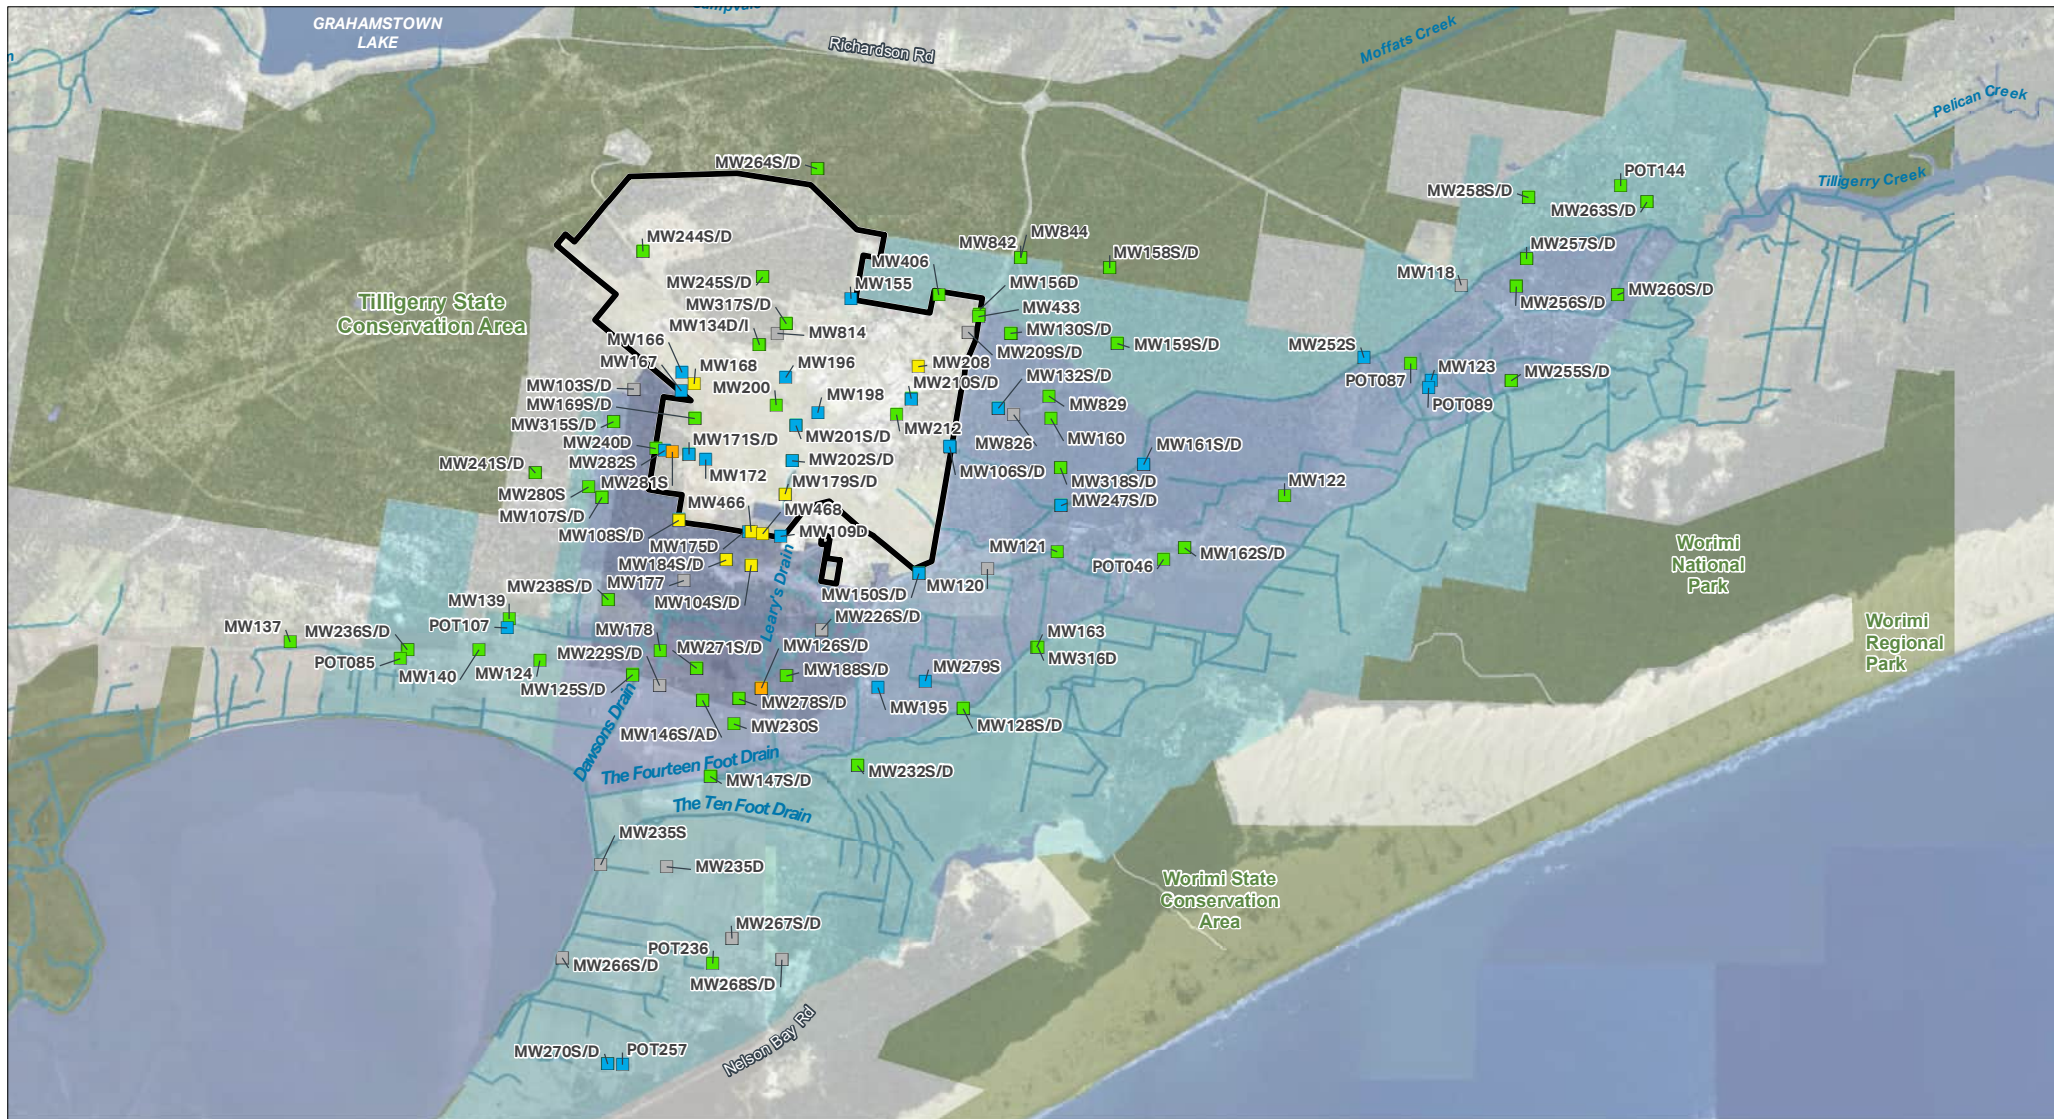 GRAHAMSTOWN
LAKE
Richardson Rd
Moffats Creek
Pelican Creek
Tilligerry Creek
MW264S/D
MW258S/D
POT144
MW263S/D
MW244S/D
MW842
MW844
MW257S/D
MW406
MW158S/D
MW245S/D
MW155
MW156D
MW118
Tilligerry State
Conservation Area
MW317S/D
MW433
MW256S/D
MW260S/D
MW134D/I
MW814
MW130S/D
MW166
MW209S/D
MW159S/D
MW252S
MW167
MW168
MW196
MW208
MW132S/D
MW123
MW255S/D
MW103S/D
MW200
MW210S/D
POT087
MW169S/D
MW198
MW829
POT089
MW315S/D
MW212
MW826
MW160
MW240D
MW171S/D
MW201S/D
MW161S/D
MW241S/D
MW282S
MW172
MW202S/D
MW106S/D
MW281S
MW179S/D
MW318S/D
MW280S
MW122
MW107S/D
MW466
MW468
MW247S/D
MW108S/D
MW109D
MW175D
MW121
MW162S/D
Worimi
National
Park
MW184S/D
POT046
MW238S/D
MW177
MW120
MW104S/D
MW150S/D
Leary's Drain
MW139
MW226S/D
MW137
MW236S/D
POT107
MW178
MW163
Worimi
Regional
Park
MW271S/D
MW126S/D
MW229S/D
MW316D
POT085
MW140
MW124
MW188S/D
MW279S
MW125S/D
MW278S/D
MW195
Dawsons Drain
MW146S/AD
MW230S
MW128S/D
The Fourteen Foot Drain
MW232S/D
MW147S/D
The Ten Foot Drain
MW235S
MW235D
Worimi State
Conservation
Area
MW267S/D
POT236
MW266S/D
MW268S/D
MW270S/D
POT257
Nelson Bay Rd